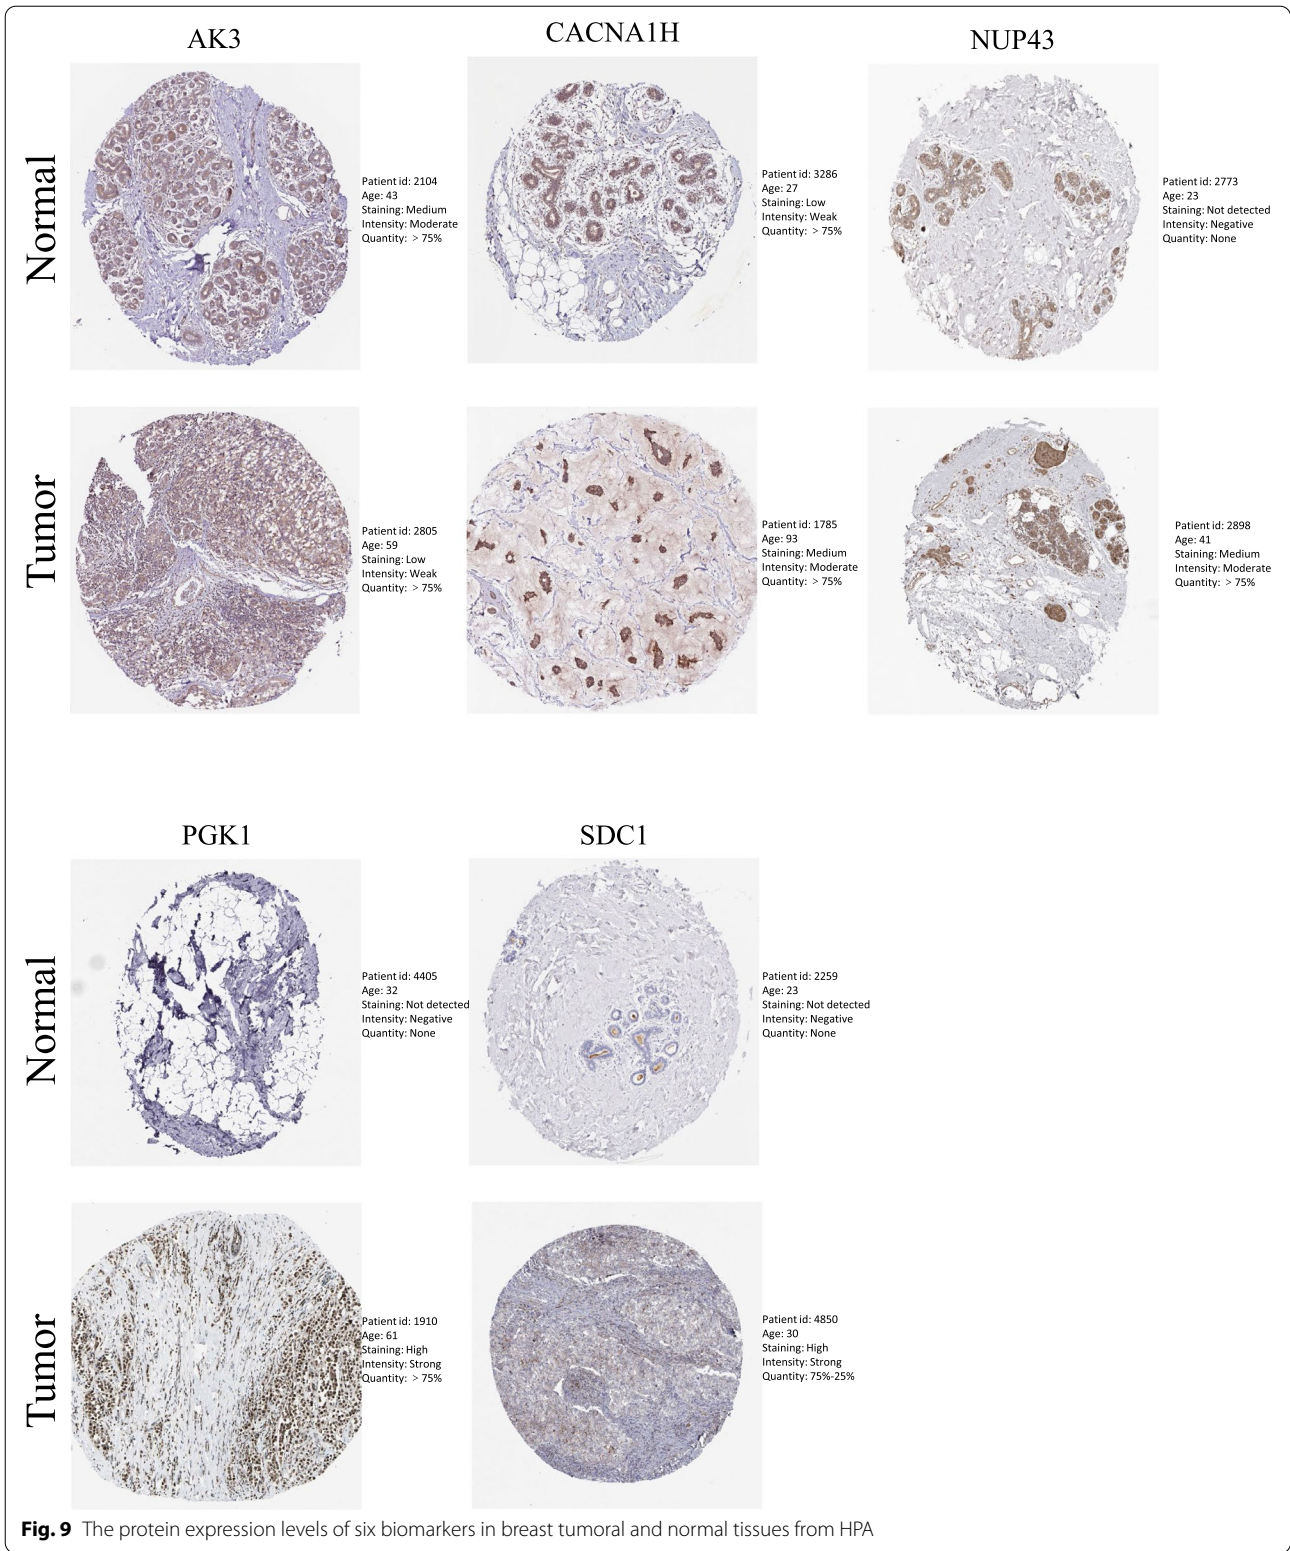 AK3
CACNA1H
NUP43
Normal
Patient id: 2104
Age: 43
Staining: Medium
Intensity: Moderate
Quantity: > 75%
Patient id: 3286
Age: 27
Staining: Low
Intensity: Weak
Quantity: > 75%
Patient id: 2773
Age: 23
Staining: Not detected
Intensity: Negative
Quantity: None
Tumor
Patient id: 2805
Age: 59
Staining: Low
Intensity: Weak
Quantity: > 75%
Patient id: 1785
Age: 93
Staining: Medium
Intensity: Moderate
Quantity: > 75%
Patient id: 2898
Age: 41
Staining: Medium
Intensity: Moderate
Quantity: > 75%
PGK1
SDC1
Normal
Patient id: 4405
Age: 32
Staining: Not detected
Intensity: Negative
Quantity: None
Patient id: 2259
Age: 23
Staining: Not detected
Intensity: Negative
Quantity: None
Tumor
Patient id: 1910
Age: 61
Staining: High
Intensity: Strong
Quantity: > 75%
Patient id: 4850
Age: 30
Staining: High
Intensity: Strong
Quantity: 75%-25%
Fig. 9 The protein expression levels of six biomarkers in breast tumoral and normal tissues from HPA